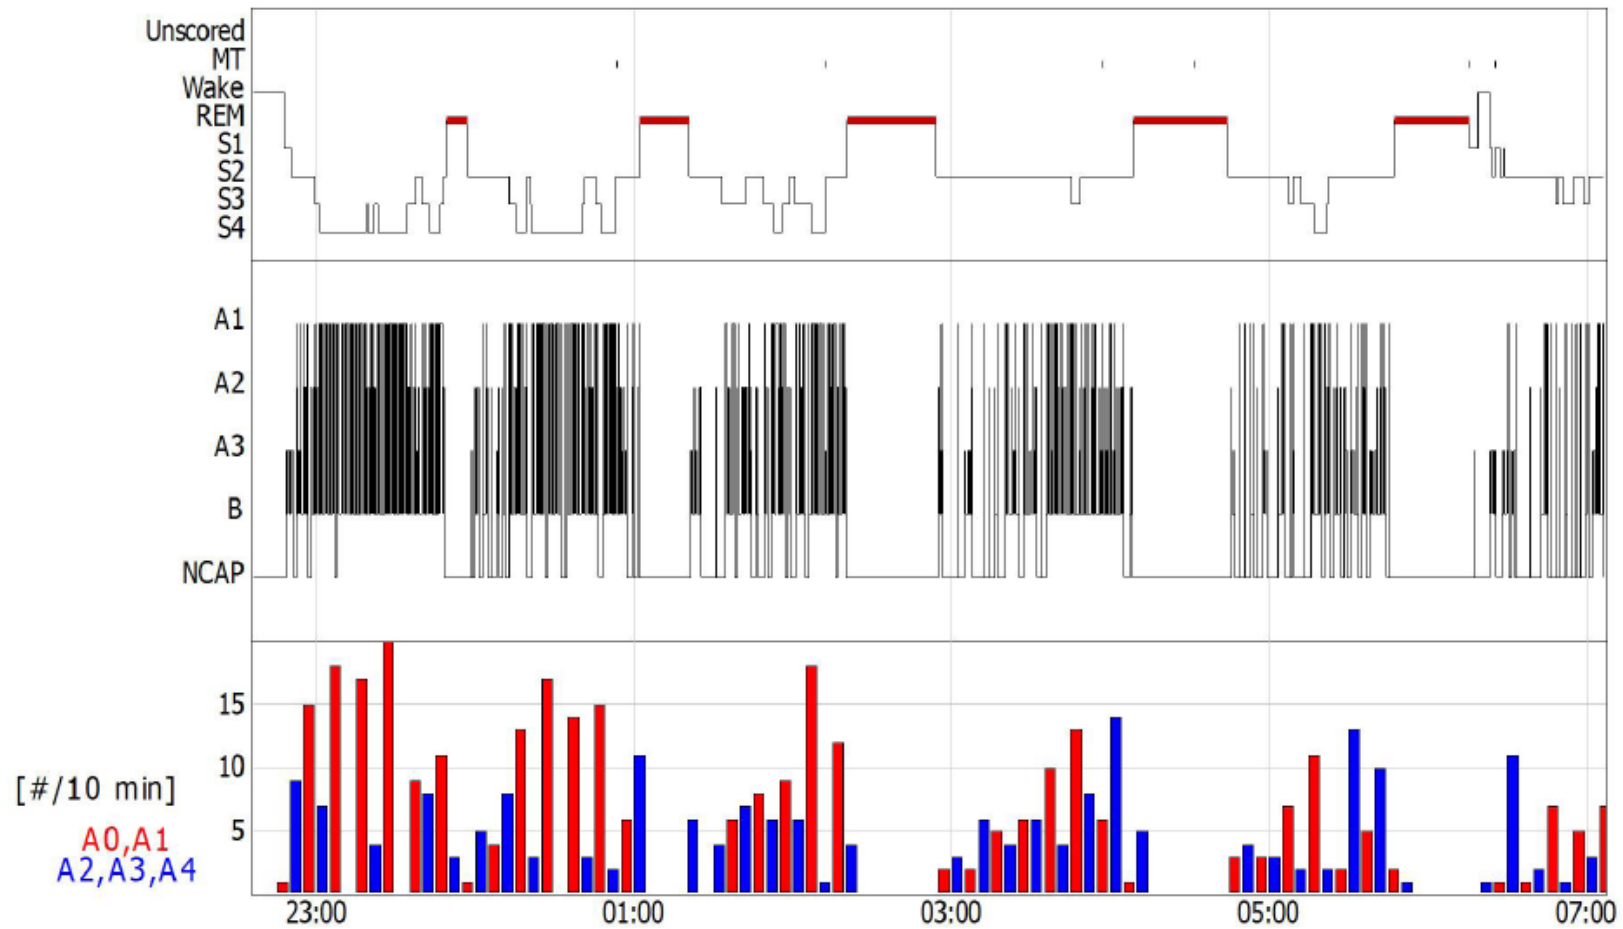 Unscored
MT
Wake
REM
S1
S2
S3
S4
A1
A2
A3
B
NCAP
15
10
5
[#/10 min]
A0,A1
A2,A3,A4
23:00 01:00 03:00 05:00 07:00